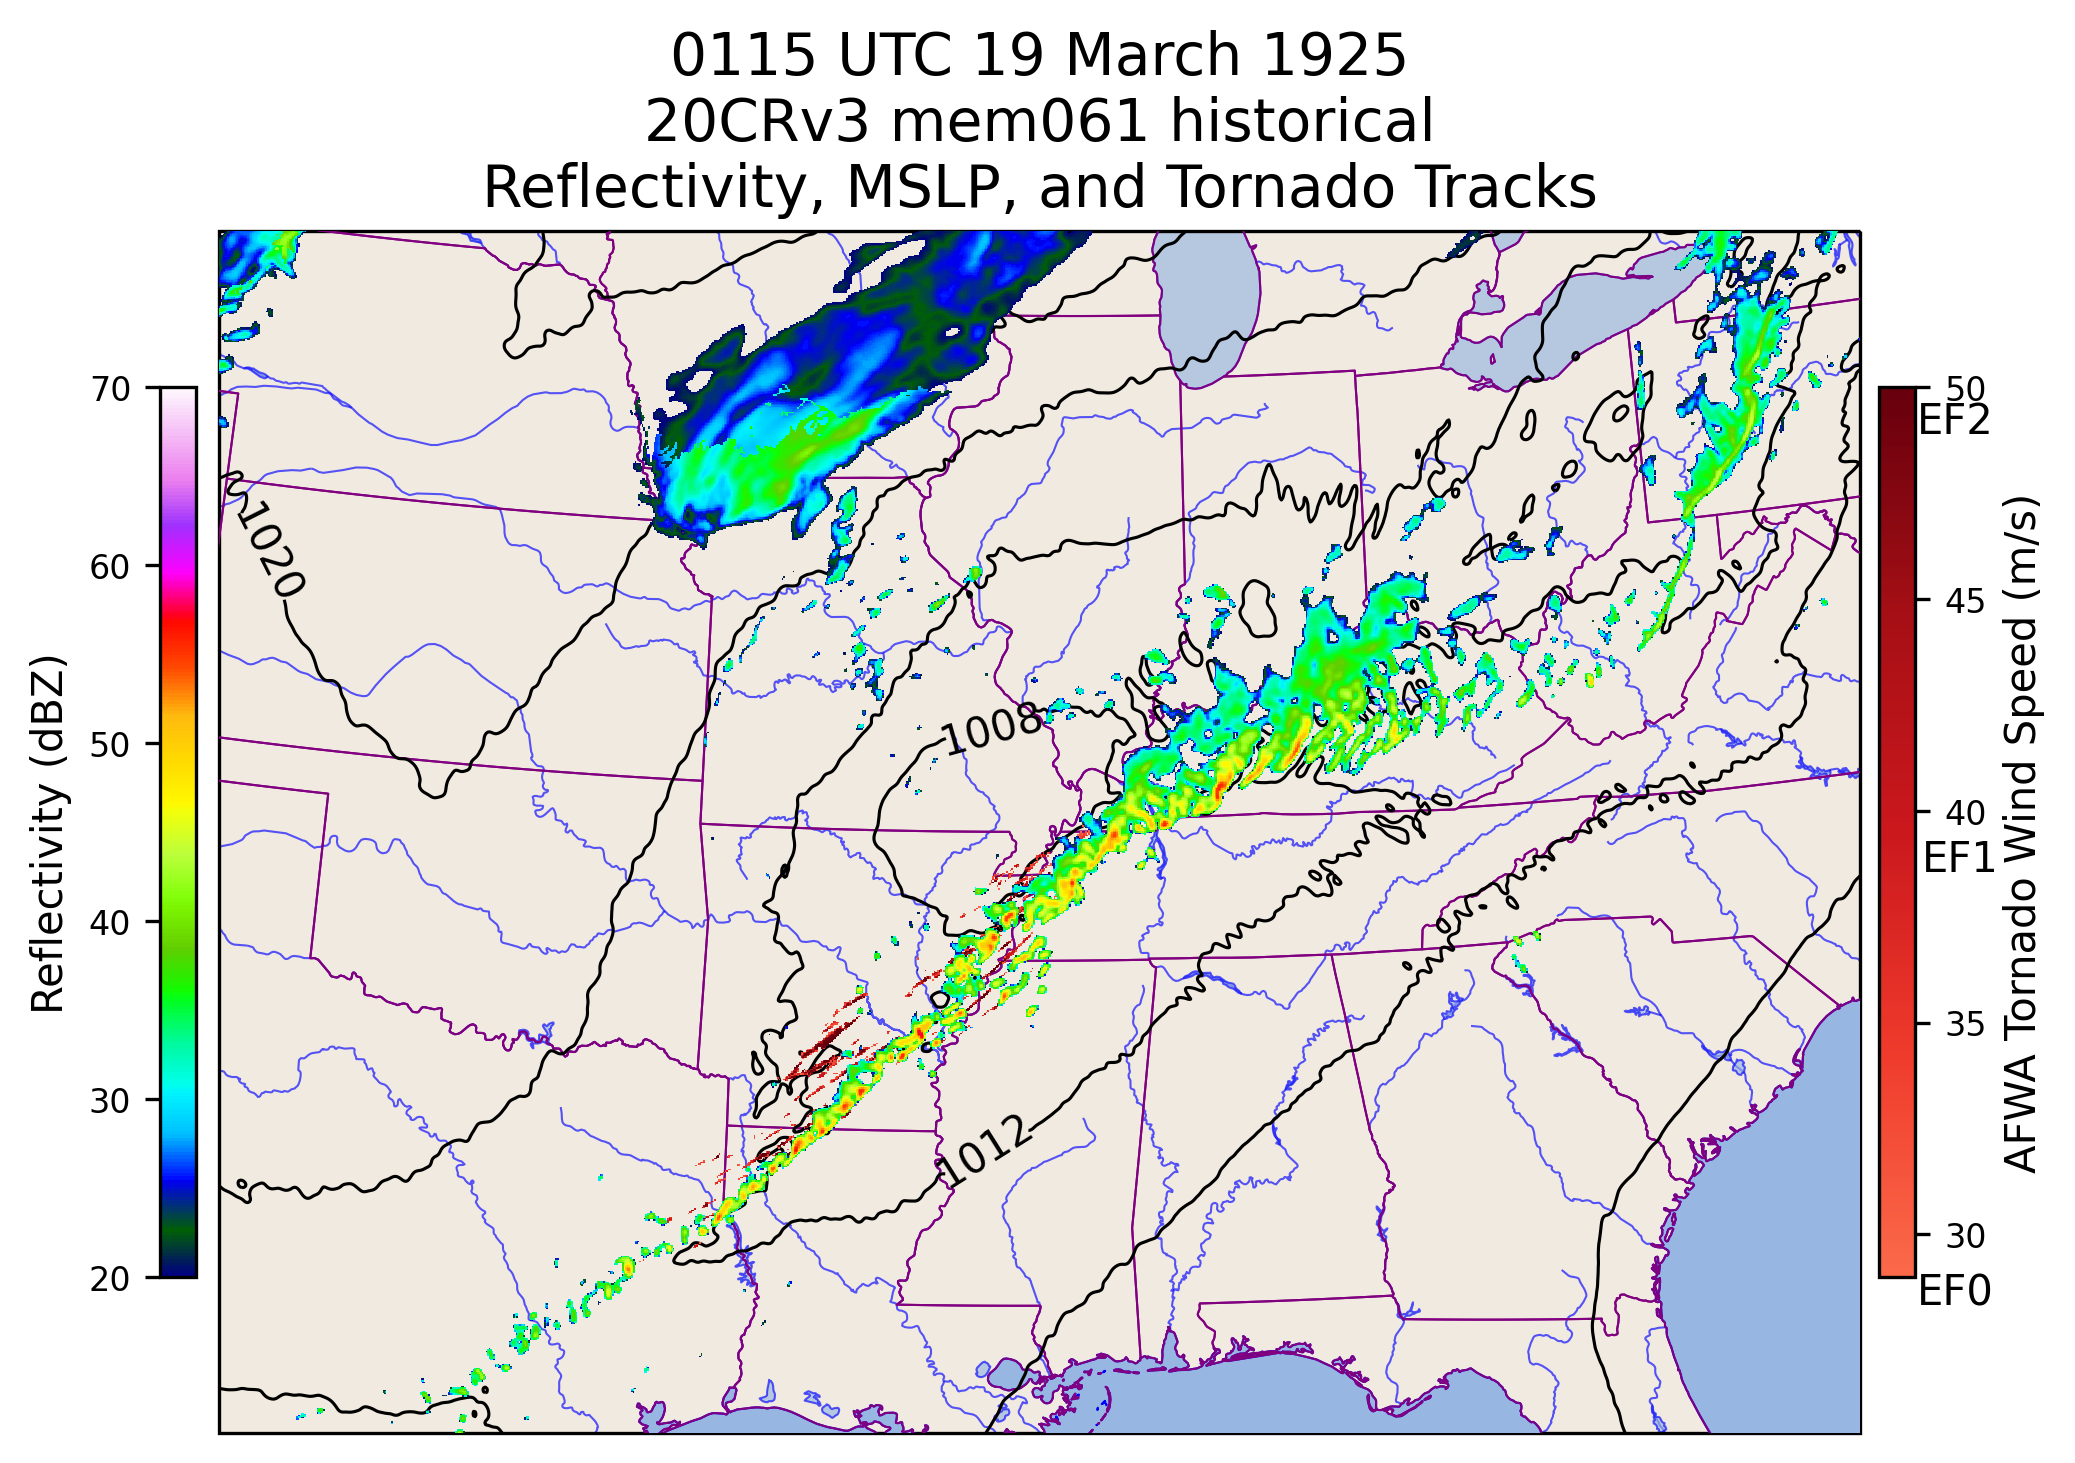 0115 UTC 19 March 1925
20CRv3 mem061 historical
Reflectivity, MSLP, and Tornado Tracks
Reflectivity (dBZ)
70
60
50
40
30
20
1020
1008
1012
50
EF2
45
40
EF1
35
30
EF0
AFWA Tornado Wind Speed (m/s)